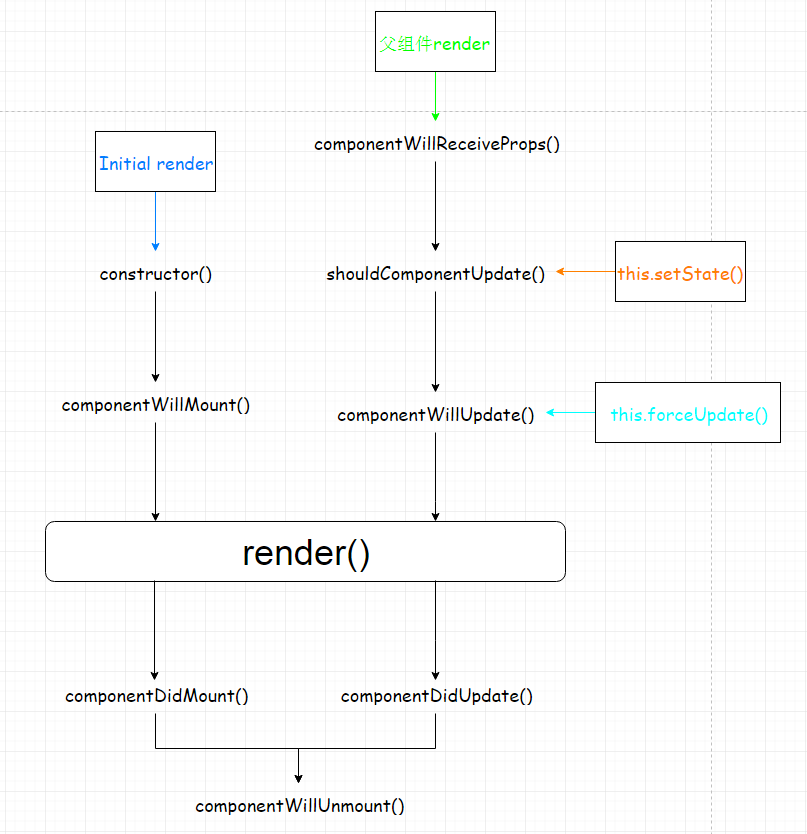 父组件render
componentWillReceiveProps()
Initial render
constructor()
shouldComponentUpdate()
this.setState()
componentWillMount()
componentWillUpdate()
this.forceUpdate()
render()
componentDidMount()
componentDidUpdate()
componentWillUnmount()